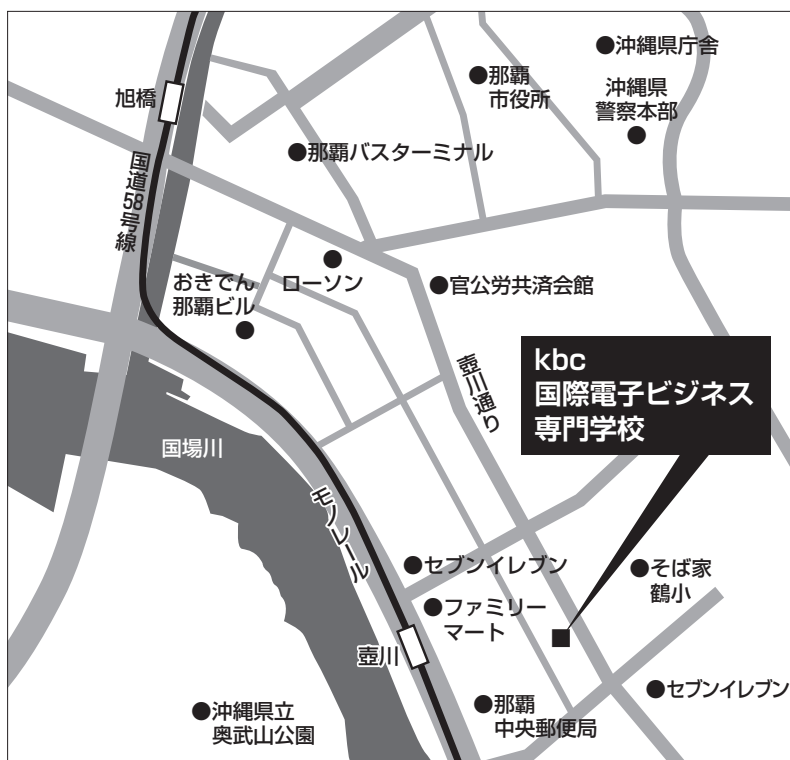 ●沖縄県庁舎
●那覇
市役所
沖縄県
警察本部
●
旭橋
●那覇バスターミナル
国道58号線
おきでん
那覇ビル
●
●
ローソン
●官公労共済会館
壺川通り
kbc
国際電子ビジネス
専門学校
国場川
モノレール
●セブンイレブン
●そば家
鶴小
●ファミリー
マート
■
壺川
●セブンイレブン
●沖縄県立
奥武山公園
●那覇
中央郵便局